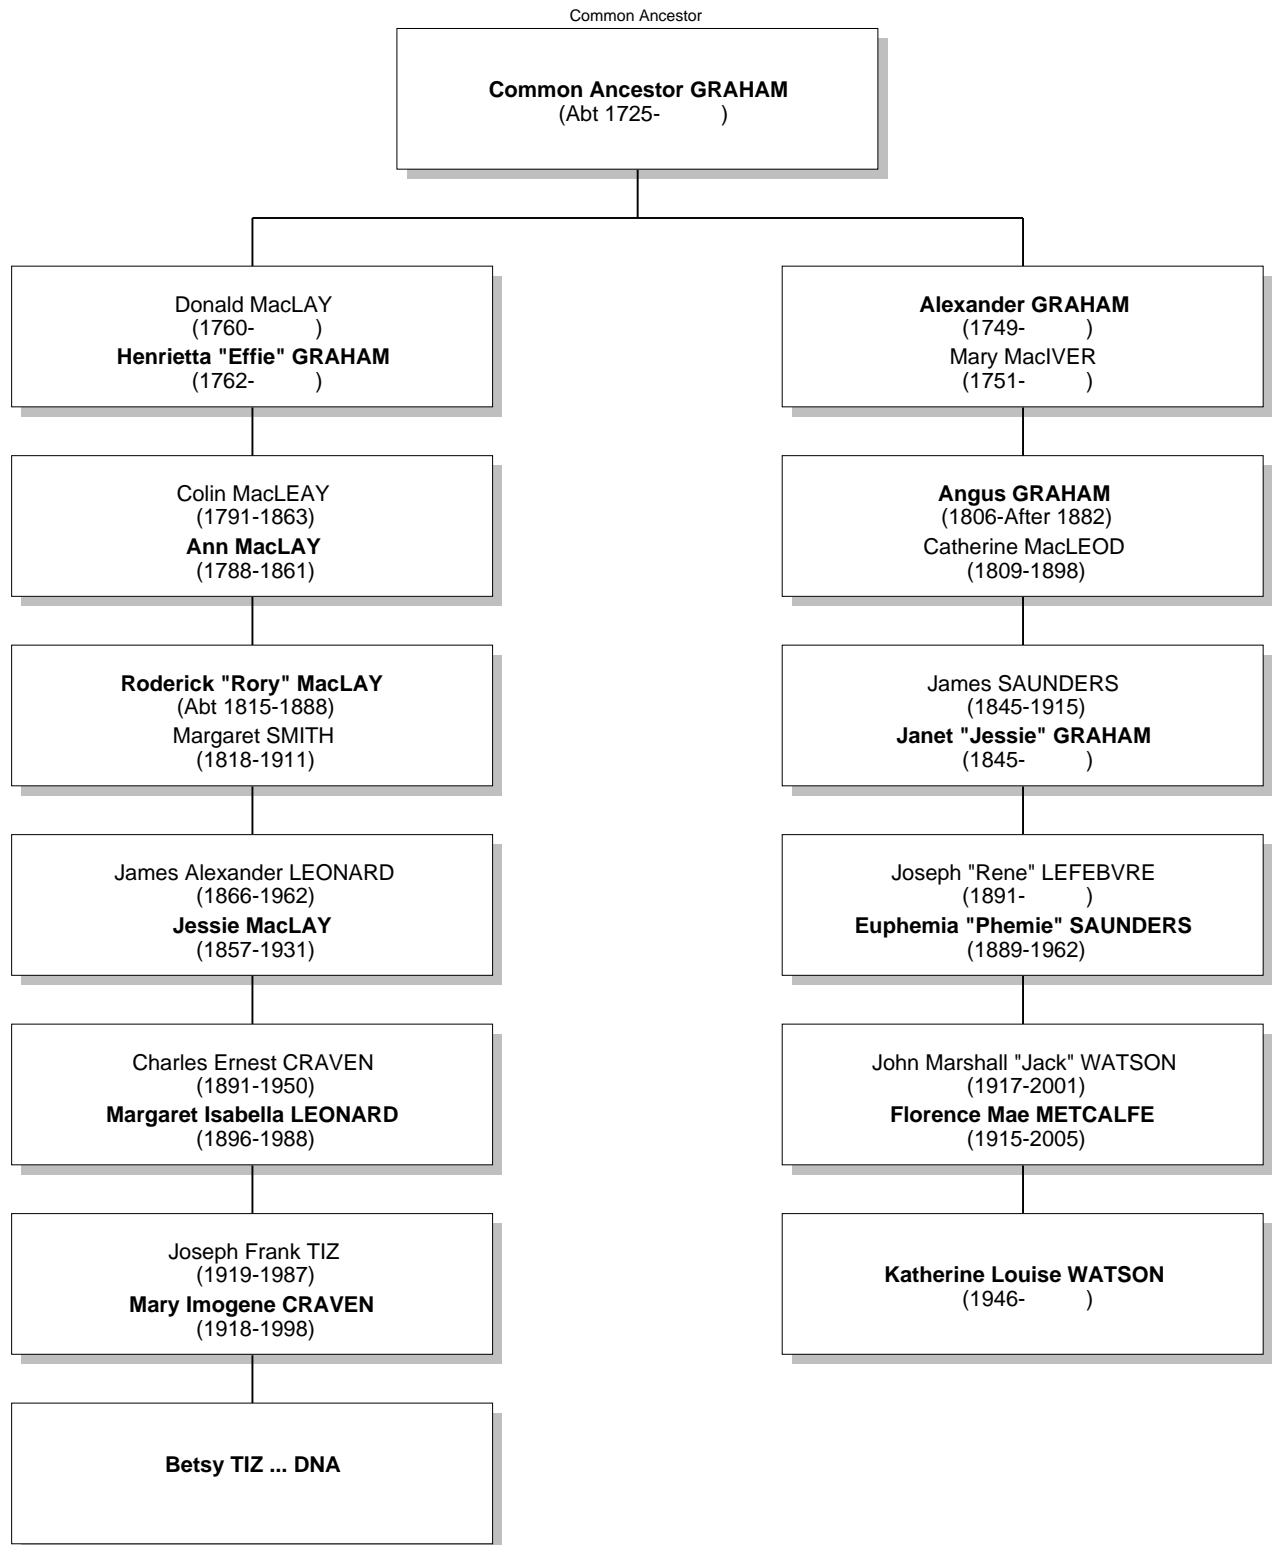 Common Ancestor
Common Ancestor GRAHAM
(Abt 1725- )
Donald MacLAY
(1760- )
Henrietta "Effie" GRAHAM
(1762- )
Alexander GRAHAM
(1749- )
Mary MacIVER
(1751- )
Colin MacLEAY
(1791-1863)
Ann MacLAY
(1788-1861)
Angus GRAHAM
(1806-After 1882)
Catherine MacLEOD
(1809-1898)
Roderick "Rory" MacLAY
(Abt 1815-1888)
Margaret SMITH
(1818-1911)
James SAUNDERS
(1845-1915)
Janet "Jessie" GRAHAM
(1845- )
James Alexander LEONARD
(1866-1962)
Jessie MacLAY
(1857-1931)
Joseph "Rene" LEFEBVRE
(1891- )
Euphemia "Phemie" SAUNDERS
(1889-1962)
Charles Ernest CRAVEN
(1891-1950)
Margaret Isabella LEONARD
(1896-1988)
John Marshall "Jack" WATSON
(1917-2001)
Florence Mae METCALFE
(1915-2005)
Joseph Frank TIZ
(1919-1987)
Mary Imogene CRAVEN
(1918-1998)
Katherine Louise WATSON
(1946- )
Betsy TIZ ... DNA